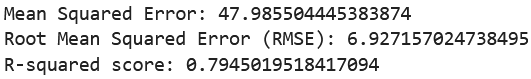 Mean Squared Error: 47.985504445383874
Root Mean Squared Error (RMSE): 6.927157024738495
R-squared score: 0.7945019518417094